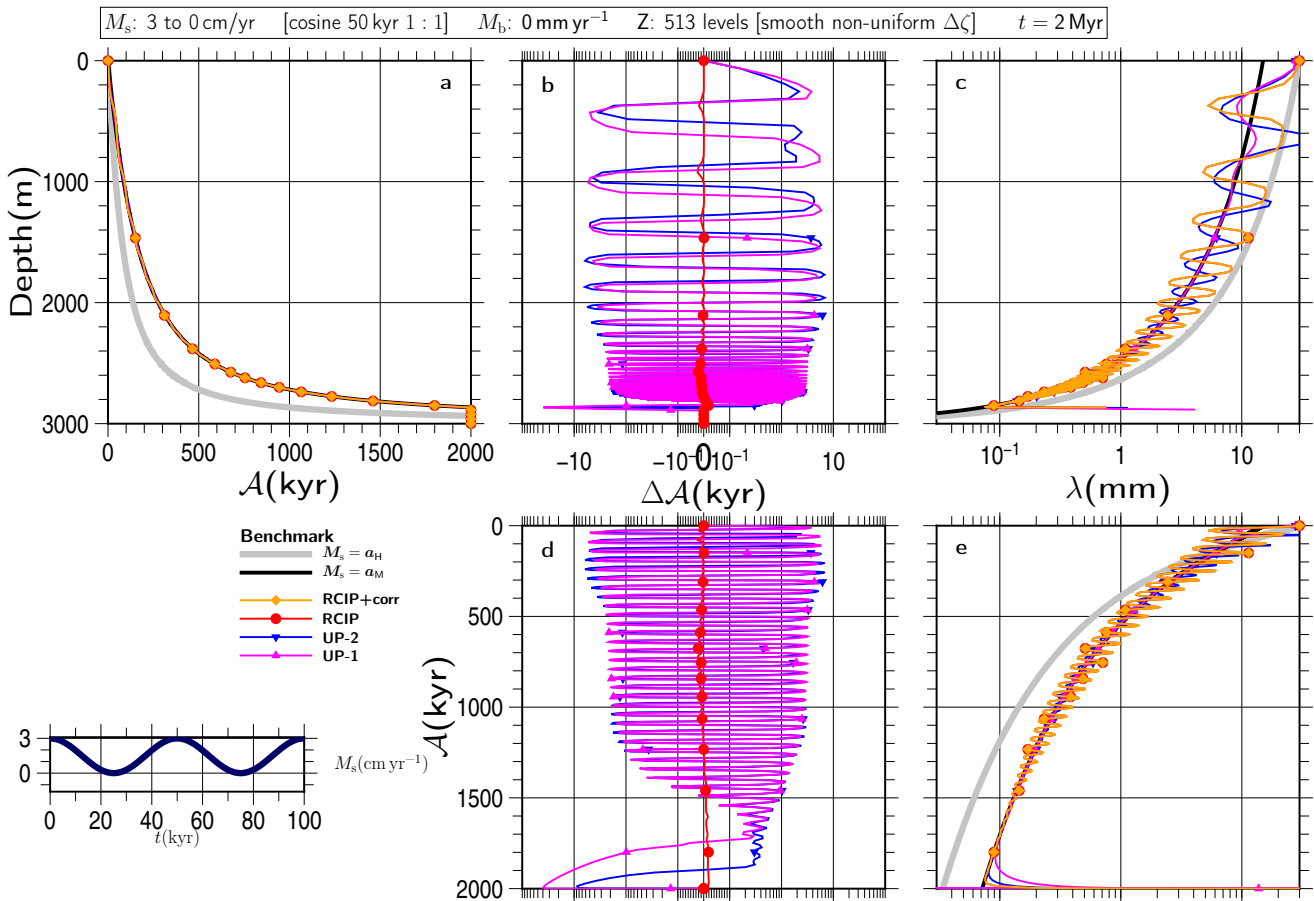 Mₛ: 3 to 0 cm/yr [cosine 50 kyr 1 : 1] M_b: 0 mm yr⁻¹ Z: 513 levels [smooth non-uniform Δζ] t = 2 Myr
a
b
c
0
1000
2000
3000
Depth(m)
0 500 1000 1500 2000
𝒜(kyr)
−10 −10⁻¹ 0 10⁻¹ 10
Δ𝒜(kyr)
10⁻¹ 1 10
λ(mm)
Benchmark
Mₛ = a_H
Mₛ = a_M
RCIP+corr
RCIP
UP-2
UP-1
3
0
Mₛ(cm yr⁻¹)
0 20 40 60 80 100
t(kyr)
d
e
0
500
1000
1500
2000
𝒜(kyr)